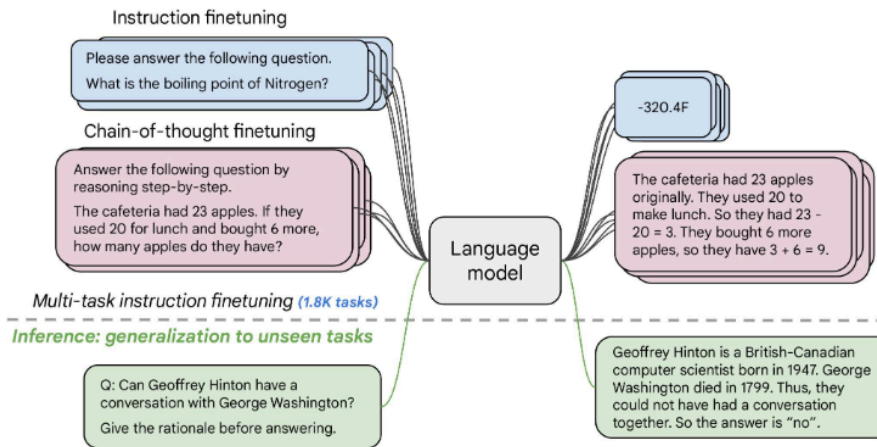 Instruction finetuning
Please answer the following question.
What is the boiling point of Nitrogen?
-320.4F
Chain-of-thought finetuning
Answer the following question by
reasoning step-by-step.
The cafeteria had 23 apples. If they
used 20 for lunch and bought 6 more,
how many apples do they have?
Language
model
The cafeteria had 23 apples
originally. They used 20 to
make lunch. So they had 23 -
20 = 3. They bought 6 more
apples, so they have 3 + 6 = 9.
Multi-task instruction finetuning (1.8K tasks)
Inference: generalization to unseen tasks
Q: Can Geoffrey Hinton have a
conversation with George Washington?
Give the rationale before answering.
Geoffrey Hinton is a British-Canadian
computer scientist born in 1947. George
Washington died in 1799. Thus, they
could not have had a conversation
together. So the answer is “no”.